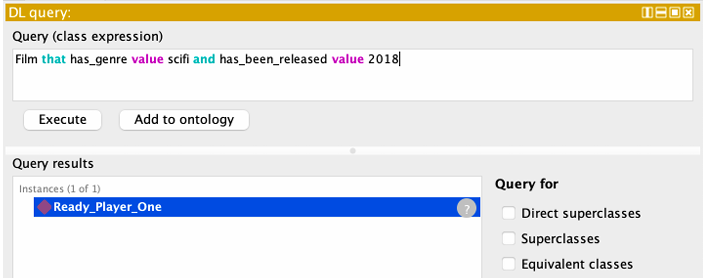 DL query:
Query (class expression)
Film that has_genre value scifi and has_been_released value 2018
Execute
Add to ontology
Query results
Instances (1 of 1)
Ready_Player_One
?
Query for
Direct superclasses
Superclasses
Equivalent classes